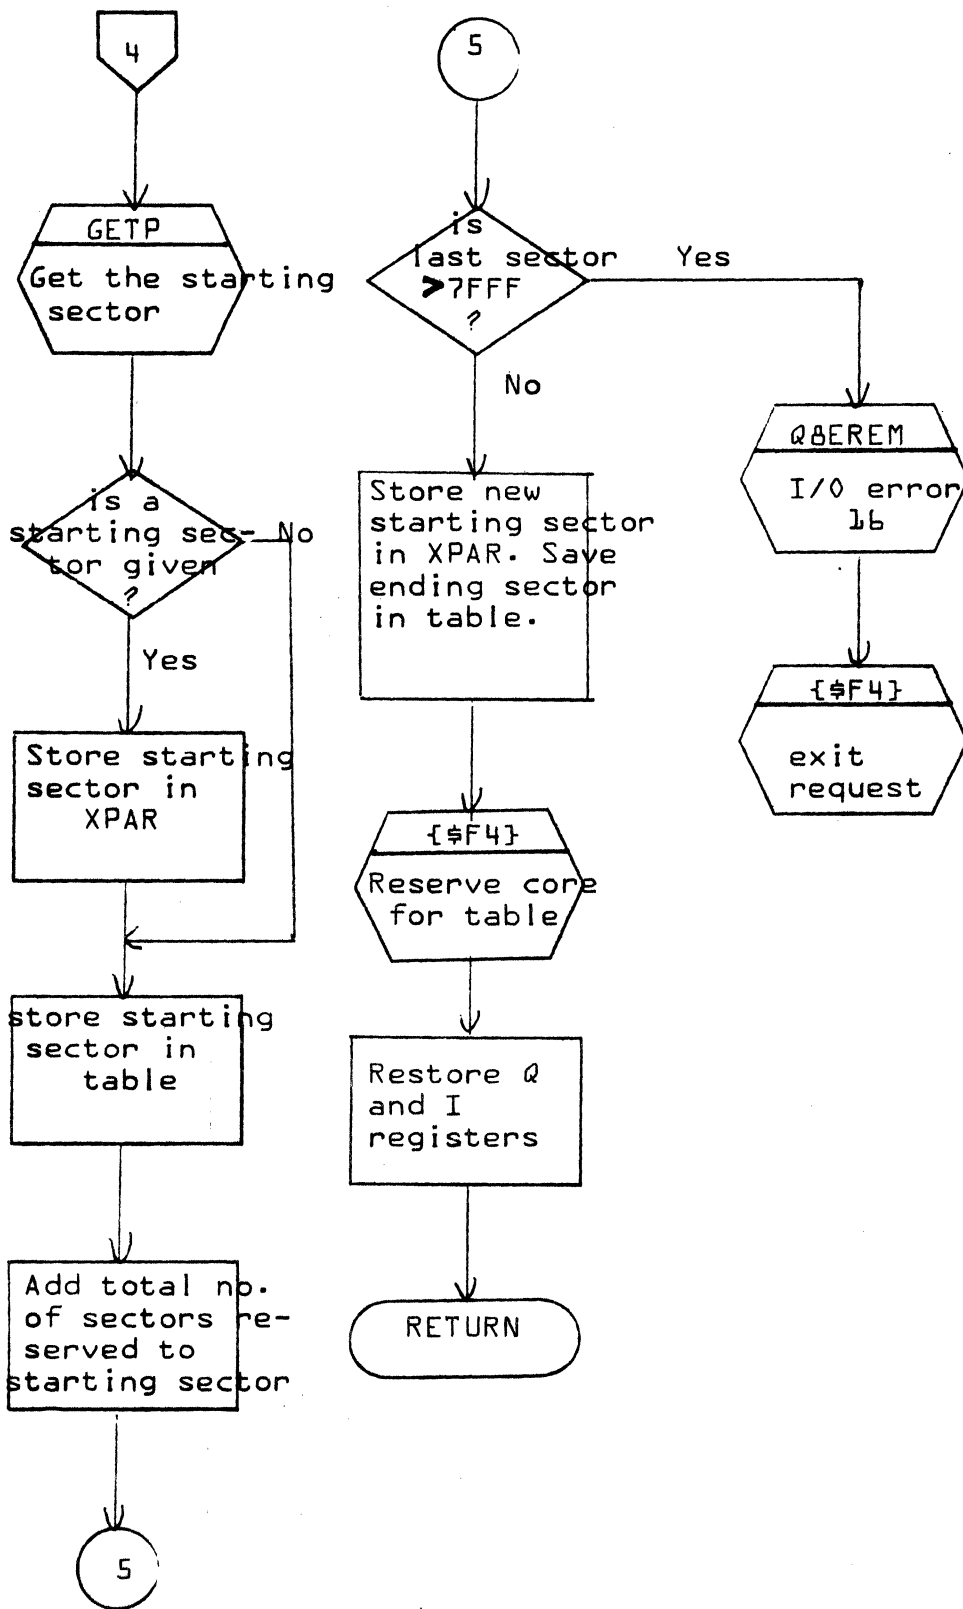 4
GETP
Get the starting
sector
is a
starting sec-
tor given
?
No
Yes
Store starting
sector in
XPAR
store starting
sector in
table
Add total no.
of sectors re-
served to
starting sector
5
5
is
last sector
>7FFF
?
Yes
No
Store new
starting sector
in XPAR. Save
ending sector
in table.
{$F4}
Reserve core
for table
Restore Q
and I
registers
RETURN
Q8EREM
I/O error
16
{$F4}
exit
request